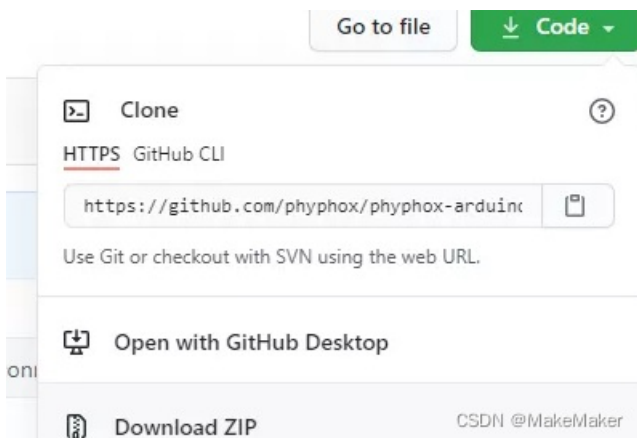 Go to file
Code
Clone
HTTPS GitHub CLI
https://github.com/phyphox/phyphox-arduino
Use Git or checkout with SVN using the web URL.
Open with GitHub Desktop
Download ZIP
CSDN @MakeMaker